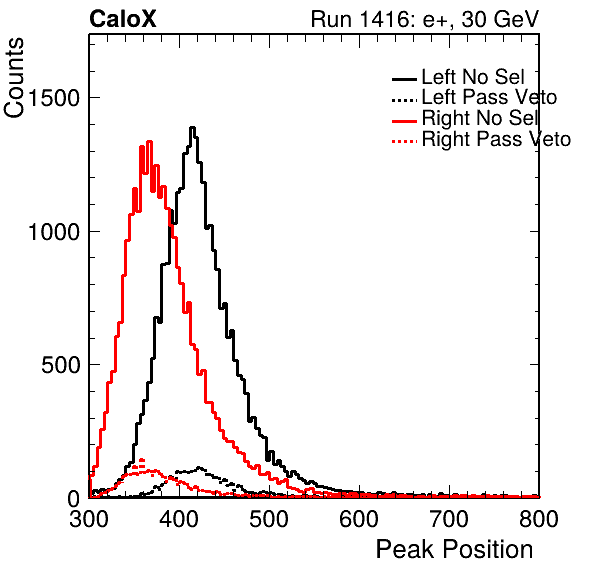 CaloX Run 1416: e+, 30 GeV
Counts
1500
1000
500
0
Left No Sel
Left Pass Veto
Right No Sel
Right Pass Veto
300 400 500 600 700 800
Peak Position